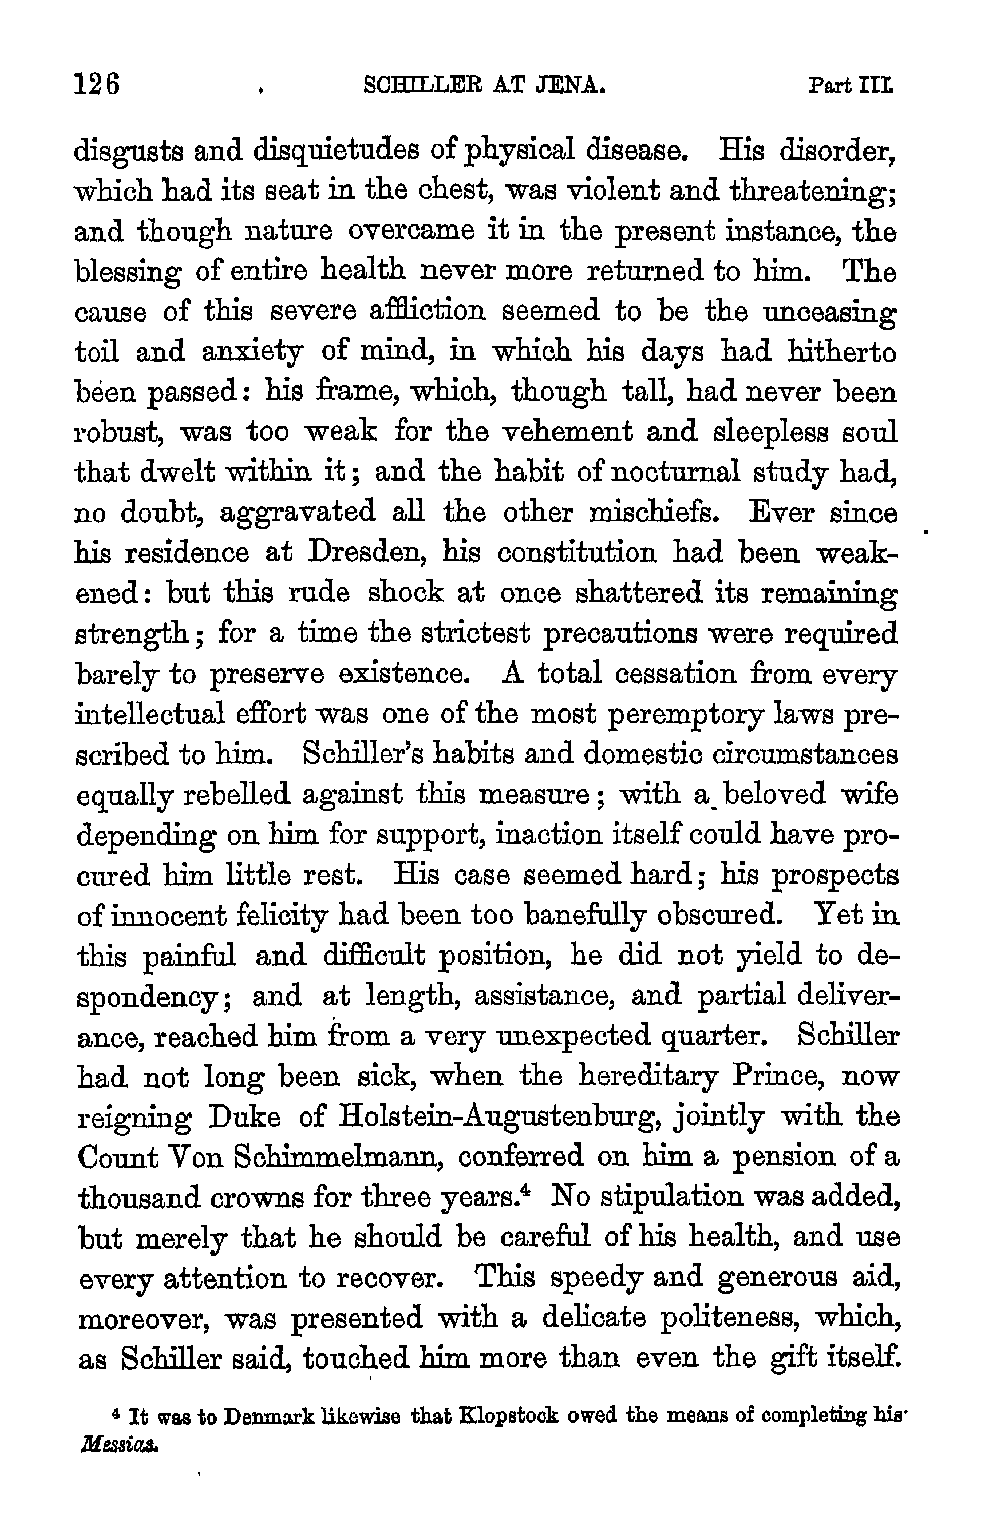 126 SCHILLER AT JENA. Part III.
disgusts and disquietudes of physical disease. His disorder,
which had its seat in the chest, was violent and threatening;
and though nature overcame it in the present instance, the
blessing of entire health never more returned to him. The
cause of this severe affliction seemed to be the unceasing
toil and anxiety of mind, in which his days had hitherto
been passed: his frame, which, though tall, had never been
robust, was too weak for the vehement and sleepless soul
that dwelt within it; and the habit of nocturnal study had,
no doubt, aggravated all the other mischiefs. Ever since
his residence at Dresden, his constitution had been weak-
ened: but this rude shock at once shattered its remaining
strength; for a time the strictest precautions were required
barely to preserve existence. A total cessation from every
intellectual effort was one of the most peremptory laws pre-
scribed to him. Schiller's habits and domestic circumstances
equally rebelled against this measure; with a beloved wife
depending on him for support, inaction itself could have pro-
cured him little rest. His case seemed hard; his prospects
of innocent felicity had been too banefully obscured. Yet in
this painful and difficult position, he did not yield to de-
spondency; and at length, assistance, and partial deliver-
ance, reached him from a very unexpected quarter. Schiller
had not long been sick, when the hereditary Prince, now
reigning Duke of Holstein-Augustenburg, jointly with the
Count Von Schimmelmann, conferred on him a pension of a
thousand crowns for three years.⁴ No stipulation was added,
but merely that he should be careful of his health, and use
every attention to recover. This speedy and generous aid,
moreover, was presented with a delicate politeness, which,
as Schiller said, touched him more than even the gift itself.
⁴ It was to Denmark likewise that Klopstock owed the means of completing his
Messias.